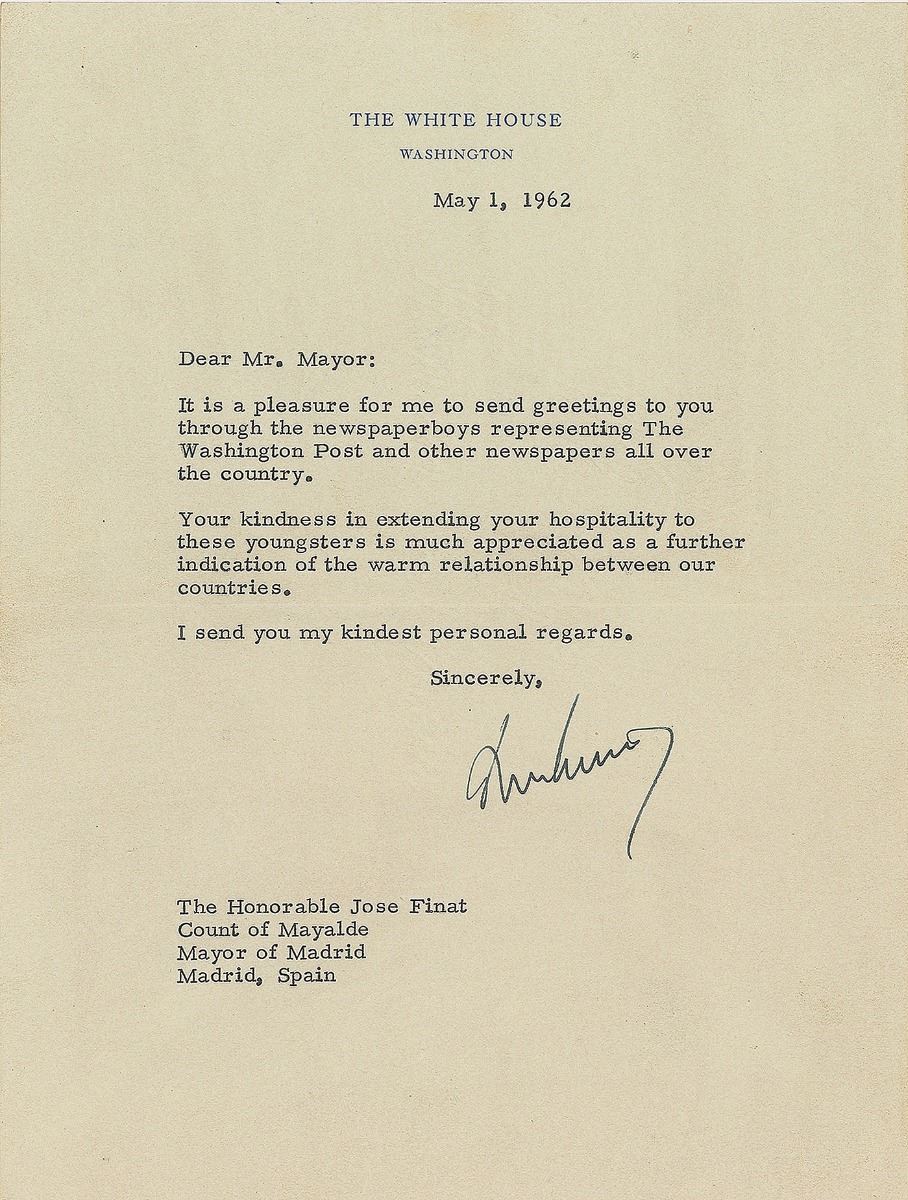 THE WHITE HOUSE
WASHINGTON
May 1, 1962
Dear Mr. Mayor:
It is a pleasure for me to send greetings to you
through the newspaperboys representing The
Washington Post and other newspapers all over
the country.
Your kindness in extending your hospitality to
these youngsters is much appreciated as a further
indication of the warm relationship between our
countries.
I send you my kindest personal regards.
Sincerely,
The Honorable Jose Finat
Count of Mayalde
Mayor of Madrid
Madrid, Spain